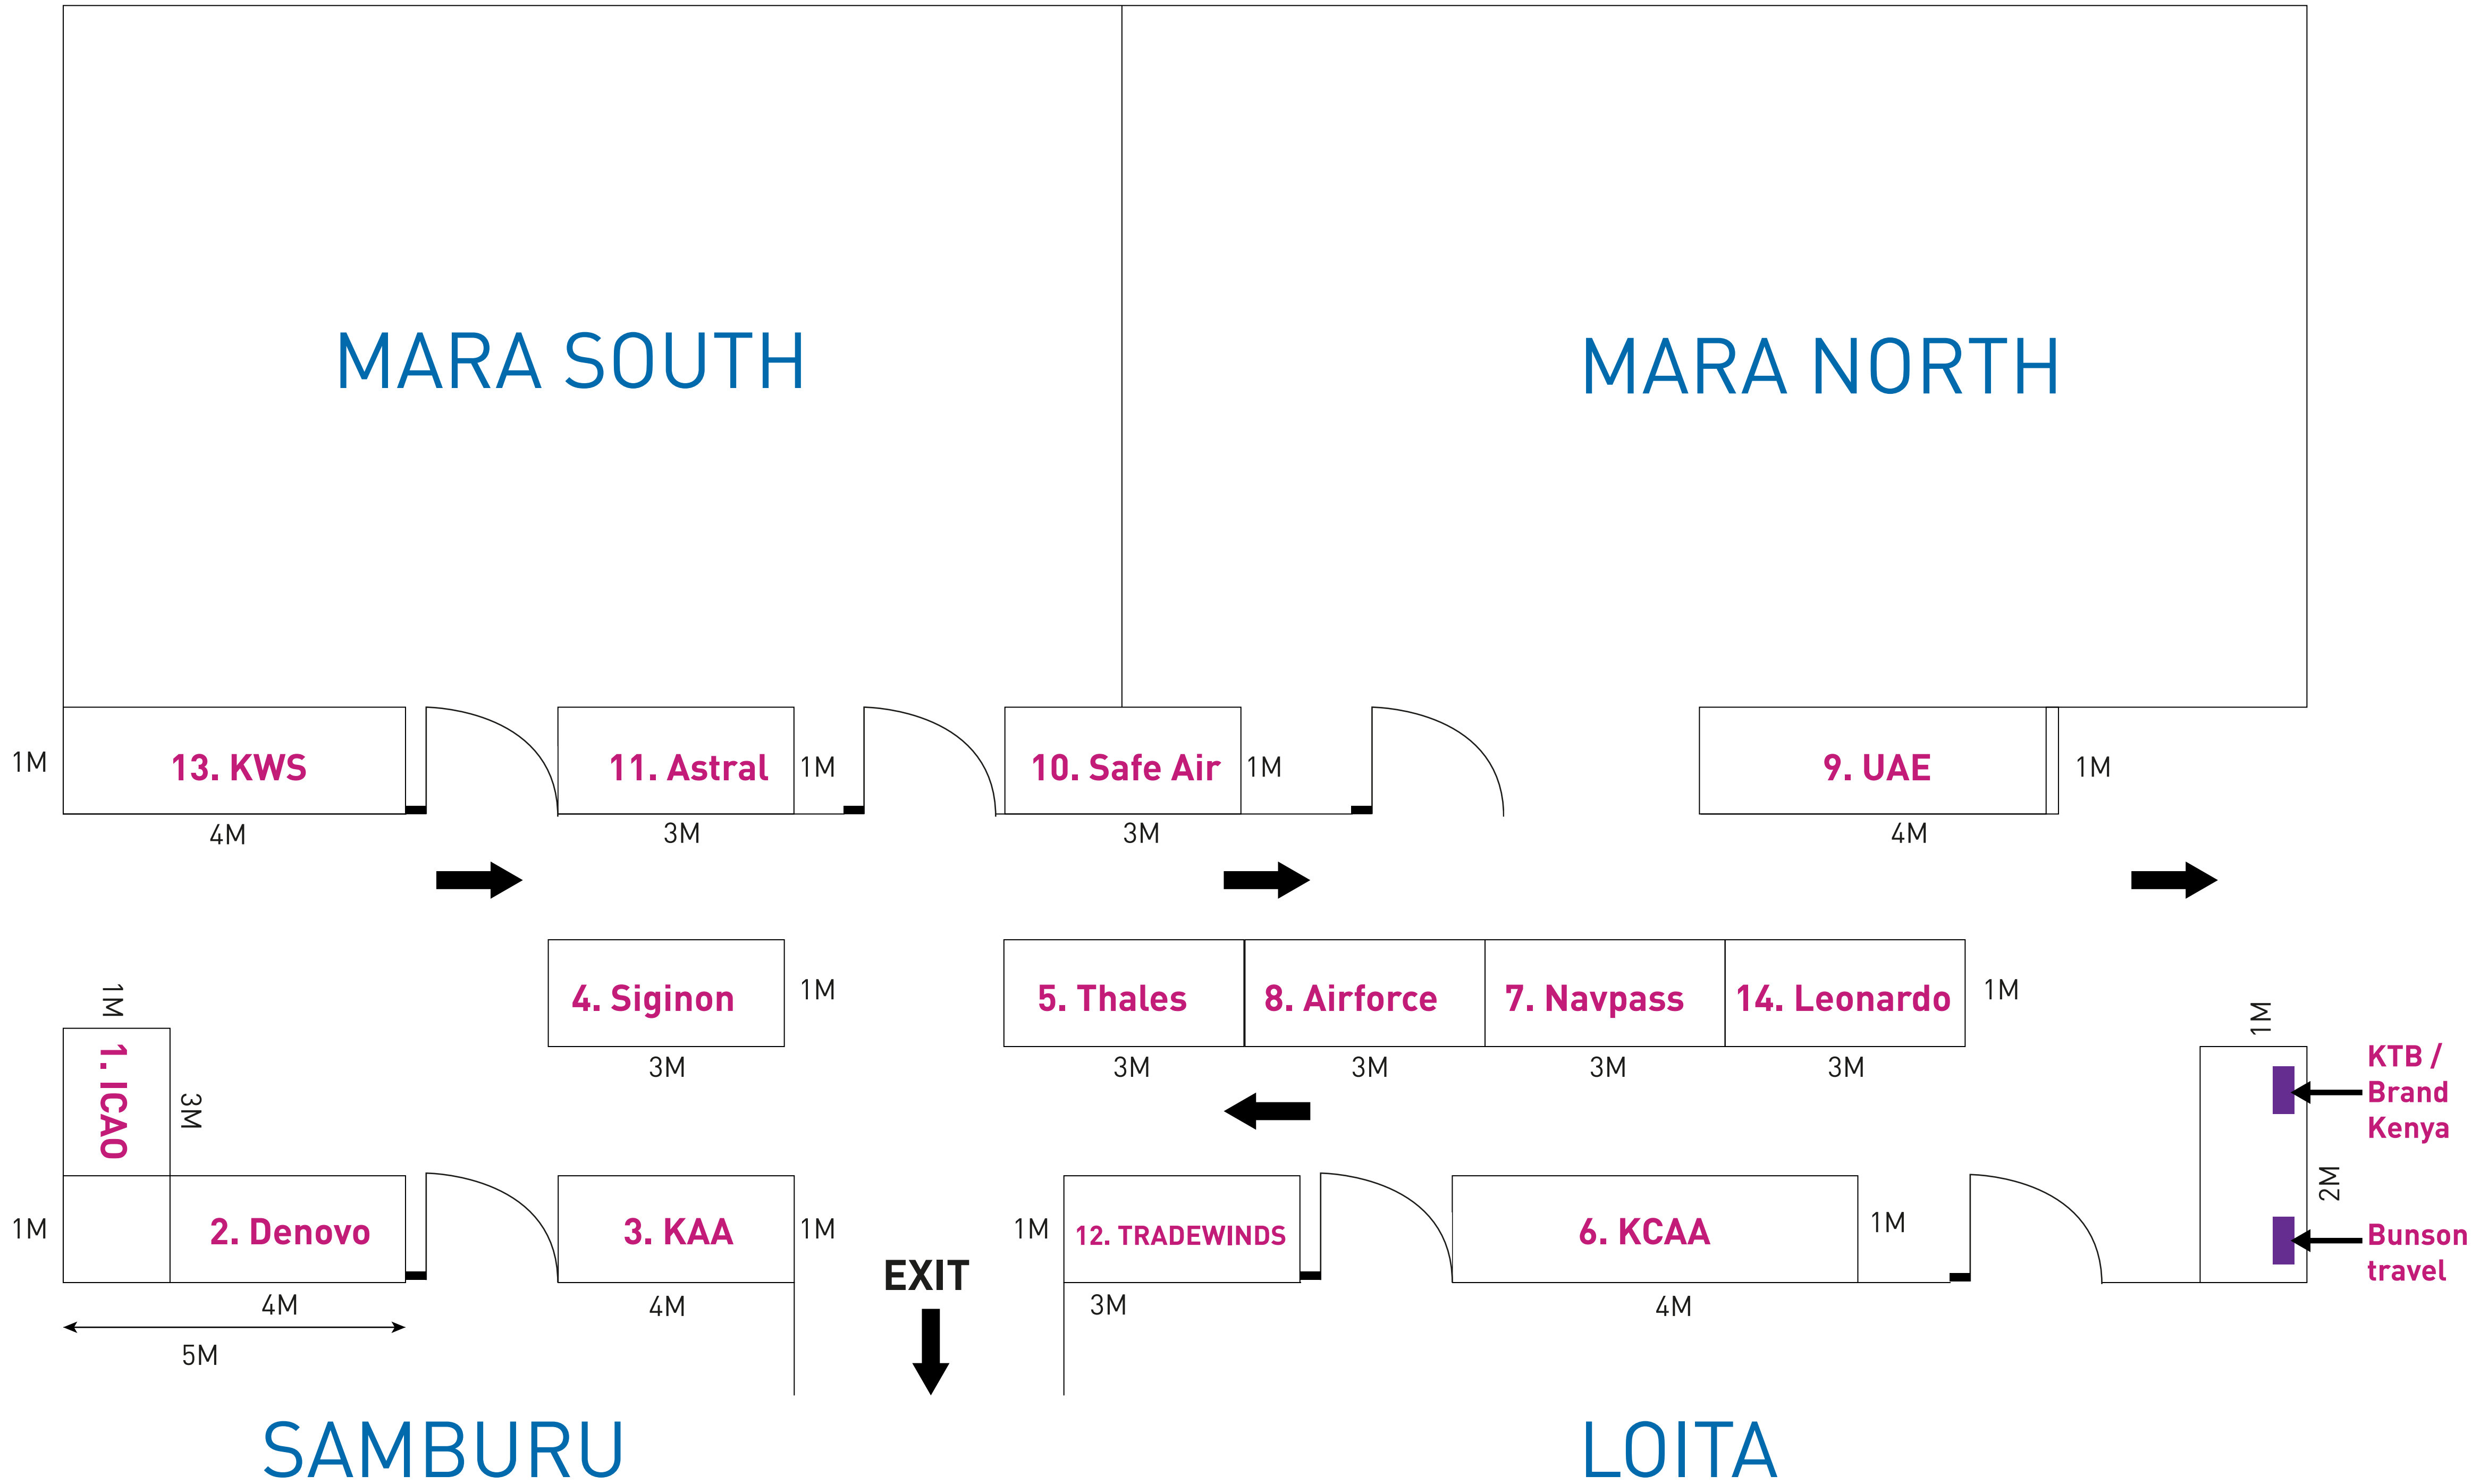 MARA SOUTH
MARA NORTH
1M
13. KWS
11. Astral
1M
10. Safe Air
1M
9. UAE
1M
4M
3M
3M
4M
1M
1. ICAO
3M
4. Siginon
1M
5. Thales
8. Airforce
7. Navpass
14. Leonardo
1M
3M
3M
3M
3M
3M
1M
KTB /
Brand
Kenya
2M
1M
2. Denovo
3. KAA
1M
1M
12. TRADEWINDS
6. KCAA
1M
Bunson
travel
EXIT
4M
4M
3M
4M
5M
SAMBURU
LOITA